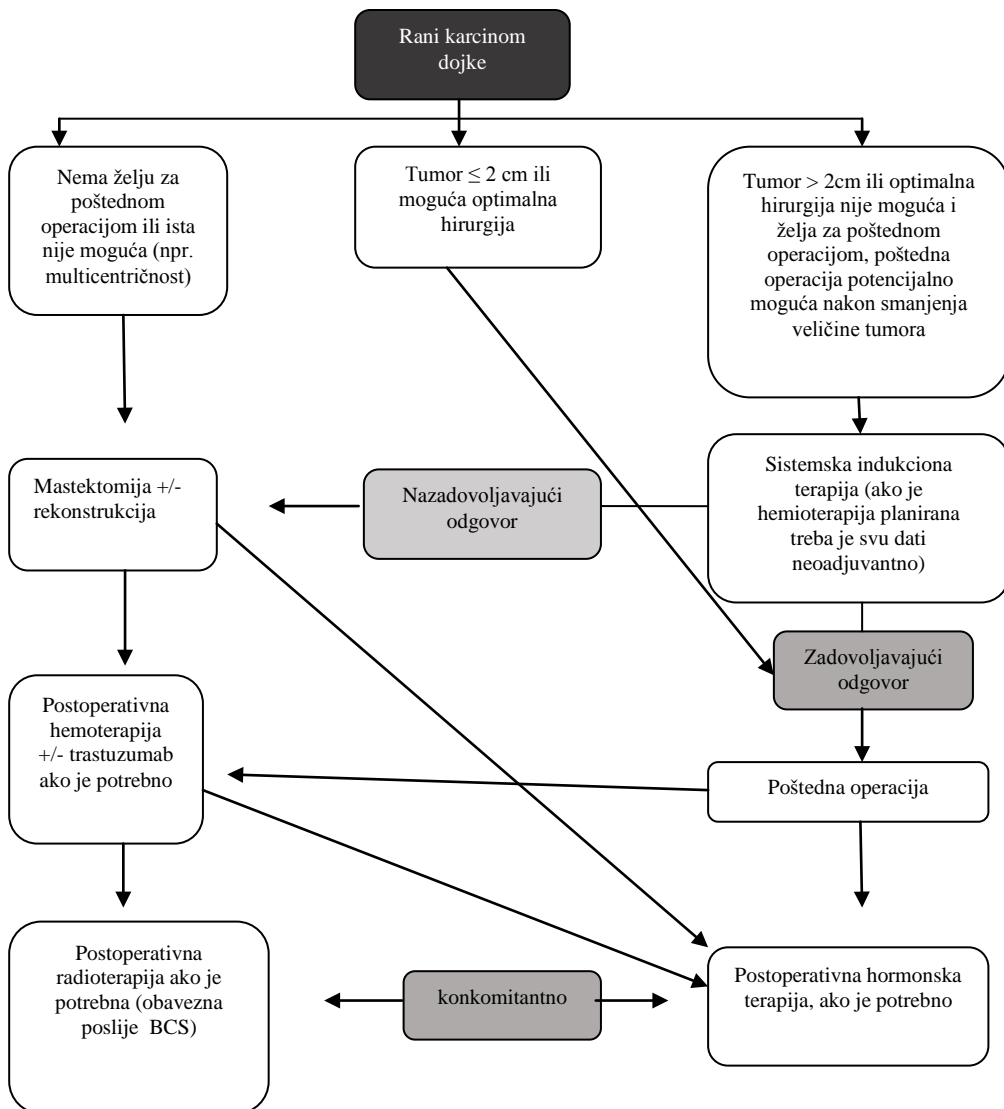 Rani karcinom
dojke
Nema želju za
poštednom
operacijom ili ista
nije moguća (npr.
multicentričnost)
Tumor ≤ 2 cm ili
moguća optimalna
hirurgija
Tumor > 2cm ili optimalna
hirurgija nije moguća i
želja za poštednom
operacijom, poštedna
operacija potencijalno
moguća nakon smanjenja
veličine tumora
Mastektomija +/-
rekonstrukcija
Nazadovoljavajući
odgovor
Sistemska indukciona
terapija (ako je
hemioterapija planirana
treba je svu dati
neoadjuvantno)
Zadovoljavajući
odgovor
Postoperativna
hemoterapija
+/- trastuzumab
ako je potrebno
Poštedna operacija
Postoperativna
radioterapija ako je
potrebna (obavezna
poslije  BCS)
konkomitantno
Postoperativna hormonska
terapija, ako je potrebno